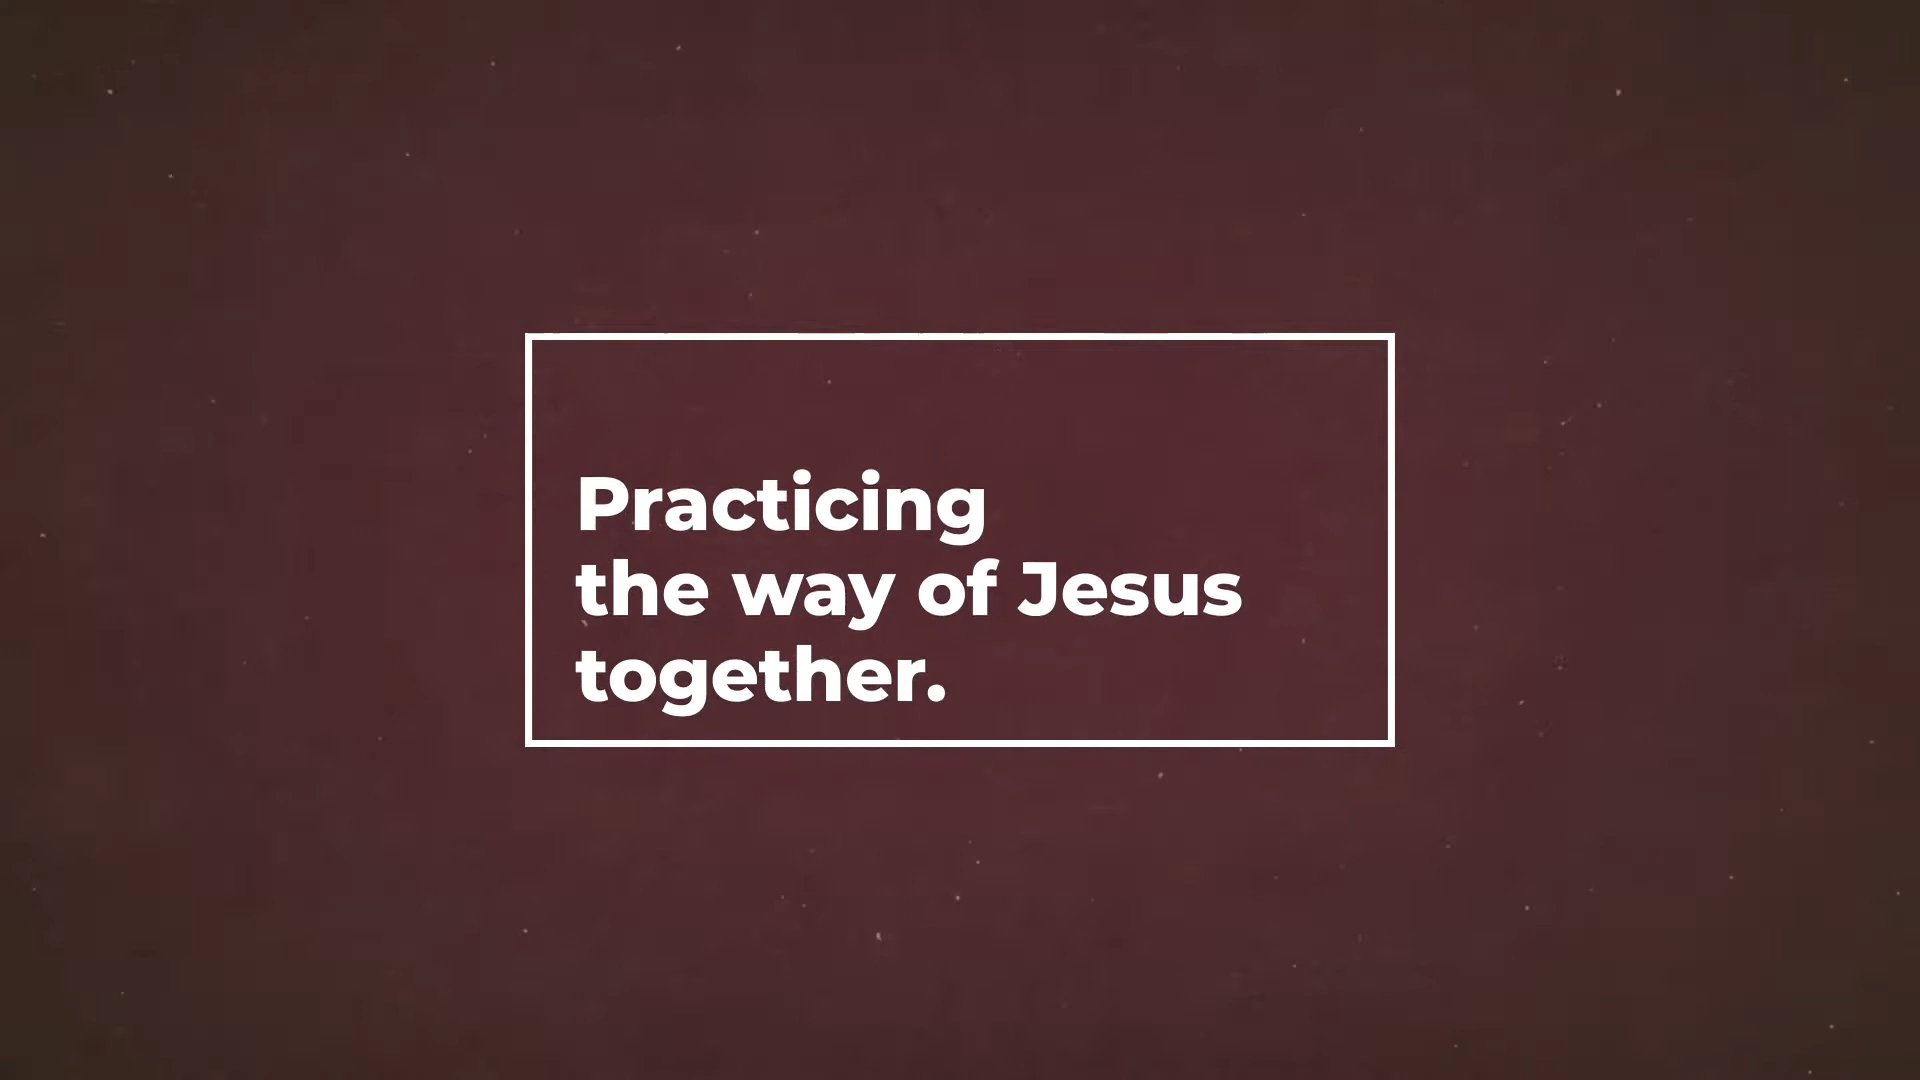 Practicing
the way of Jesus
together.